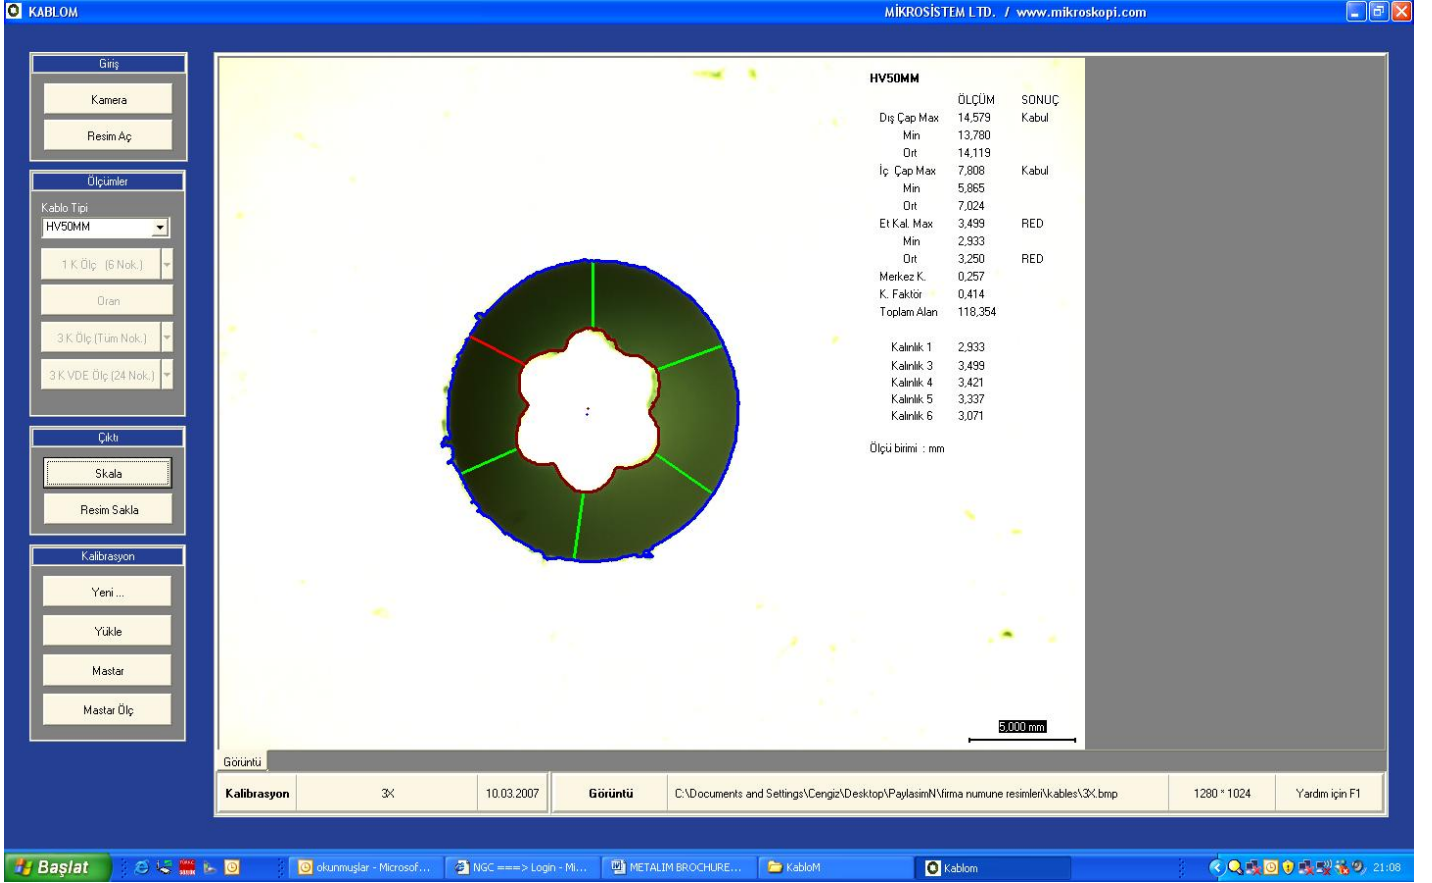 KABLOM
MİKROSİSTEM LTD. / www.mikroskopi.com
Giriş
Kamera
Resim Aç
Ölçümler
Kablo Tipi
HV50MM
1 K Ölç (6 Nok.)
Oran
3 K Ölç (Tüm Nok.)
3 K VDE Ölç (24 Nok.)
Çıktı
Skala
Resim Sakla
Kalibrasyon
Yeni ...
Yükle
Mastar
Mastar Ölç
HV50MM
ÖLÇÜM SONUÇ
Dış Çap Max 14,579 Kabul
Min 13,780
Ort 14,119
İç Çap Max 7,808 Kabul
Min 5,865
Ort 7,024
Et Kal. Max 3,499 RED
Min 2,933
Ort 3,250 RED
Merkez K. 0,257
K. Faktör 0,414
Toplam Alan 118,354
Kalınlık 1 2,933
Kalınlık 3 3,499
Kalınlık 4 3,421
Kalınlık 5 3,337
Kalınlık 6 3,071
Ölçü birimi : mm
5,000 mm
Görüntü
Kalibrasyon 3X 10.03.2007 Görüntü C:\Documents and Settings\Cengiz\Desktop\PaylasimN\firma numune resimleri\kables\3X.bmp 1280 * 1024 Yardım için F1
Başlat okunmuşlar - Microsof... NGC ===> Login - Mi... METALIM BROCHURE... KabloM Kablom 21:08